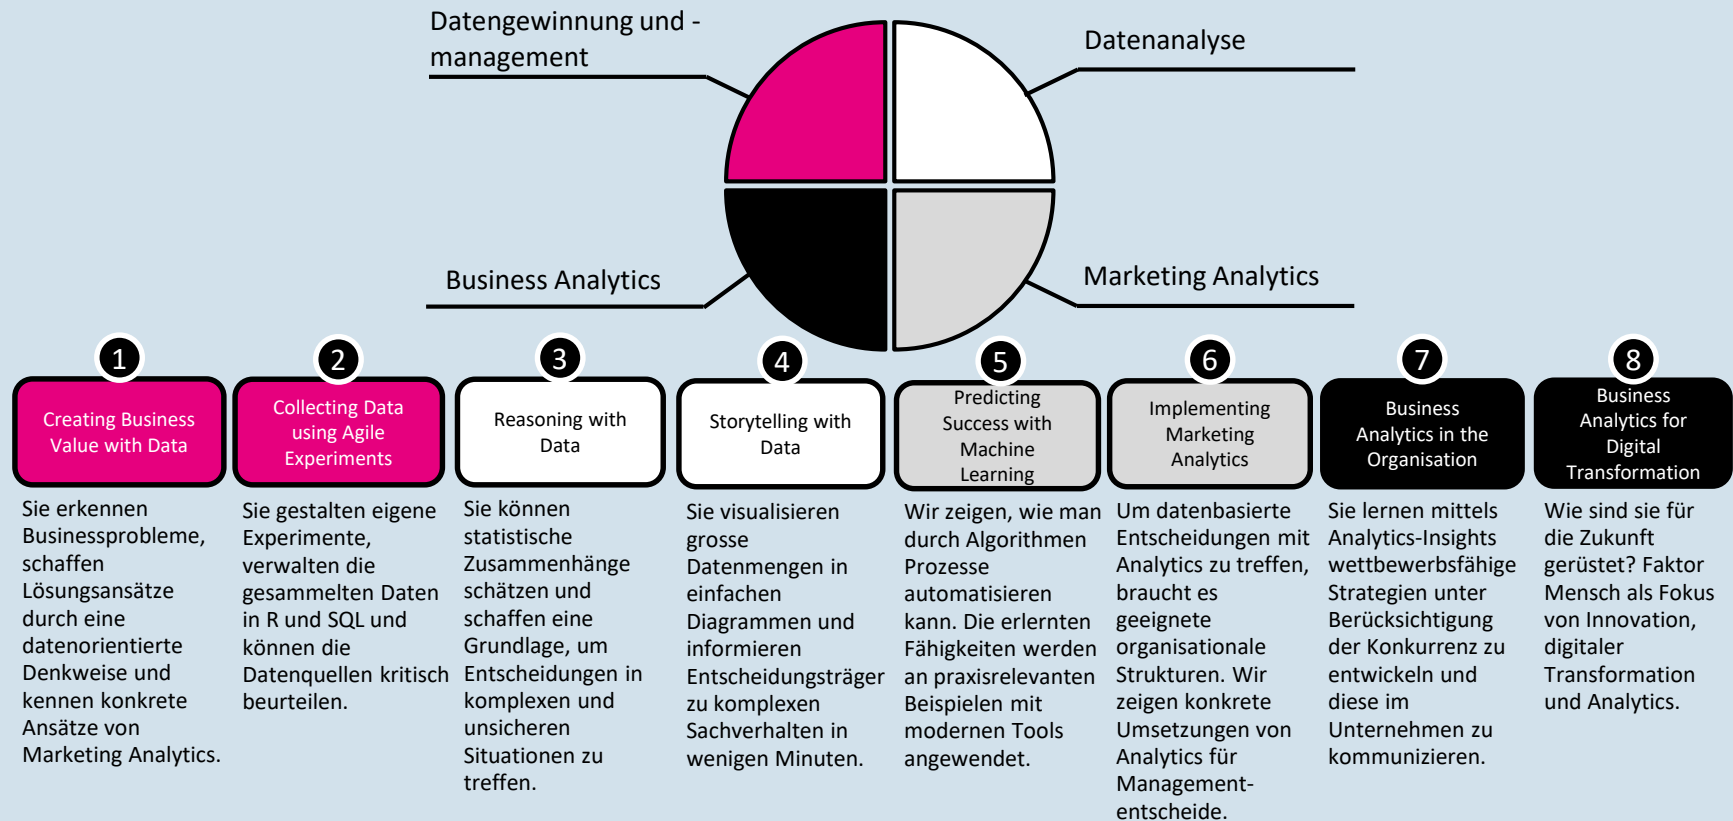 Datengewinnung und -
management
Datenanalyse
Business Analytics
Marketing Analytics
1
Creating Business
Value with Data
Sie erkennen
Businessprobleme,
schaffen
Lösungsansätze
durch eine
datenorientierte
Denkweise und
kennen konkrete
Ansätze von
Marketing Analytics.
2
Collecting Data
using Agile
Experiments
Sie gestalten eigene
Experimente,
verwalten die
gesammelten Daten
in R und SQL und
können die
Datenquellen kritisch
beurteilen.
3
Reasoning with
Data
Sie können
statistische
Zusammenhänge
schätzen und
schaffen eine
Grundlage, um
Entscheidungen in
komplexen und
unsicheren
Situationen zu
treffen.
4
Storytelling with
Data
Sie visualisieren
grosse
Datenmengen in
einfachen
Diagrammen und
informieren
Entscheidungsträger
zu komplexen
Sachverhalten in
wenigen Minuten.
5
Predicting
Success with
Machine
Learning
Wir zeigen, wie man
durch Algorithmen
Prozesse
automatisieren
kann. Die erlernten
Fähigkeiten werden
an praxisrelevanten
Beispielen mit
modernen Tools
angewendet.
6
Implementing
Marketing
Analytics
Um datenbasierte
Entscheidungen mit
Analytics zu treffen,
braucht es
geeignete
organisationale
Strukturen. Wir
zeigen konkrete
Umsetzungen von
Analytics für
Management-
entscheide.
7
Business
Analytics in the
Organisation
Sie lernen mittels
Analytics-Insights
wettbewerbsfähige
Strategien unter
Berücksichtigung
der Konkurrenz zu
entwickeln und
diese im
Unternehmen zu
kommunizieren.
8
Business
Analytics for
Digital
Transformation
Wie sind sie für
die Zukunft
gerüstet? Faktor
Mensch als Fokus
von Innovation,
digitaler
Transformation
und Analytics.